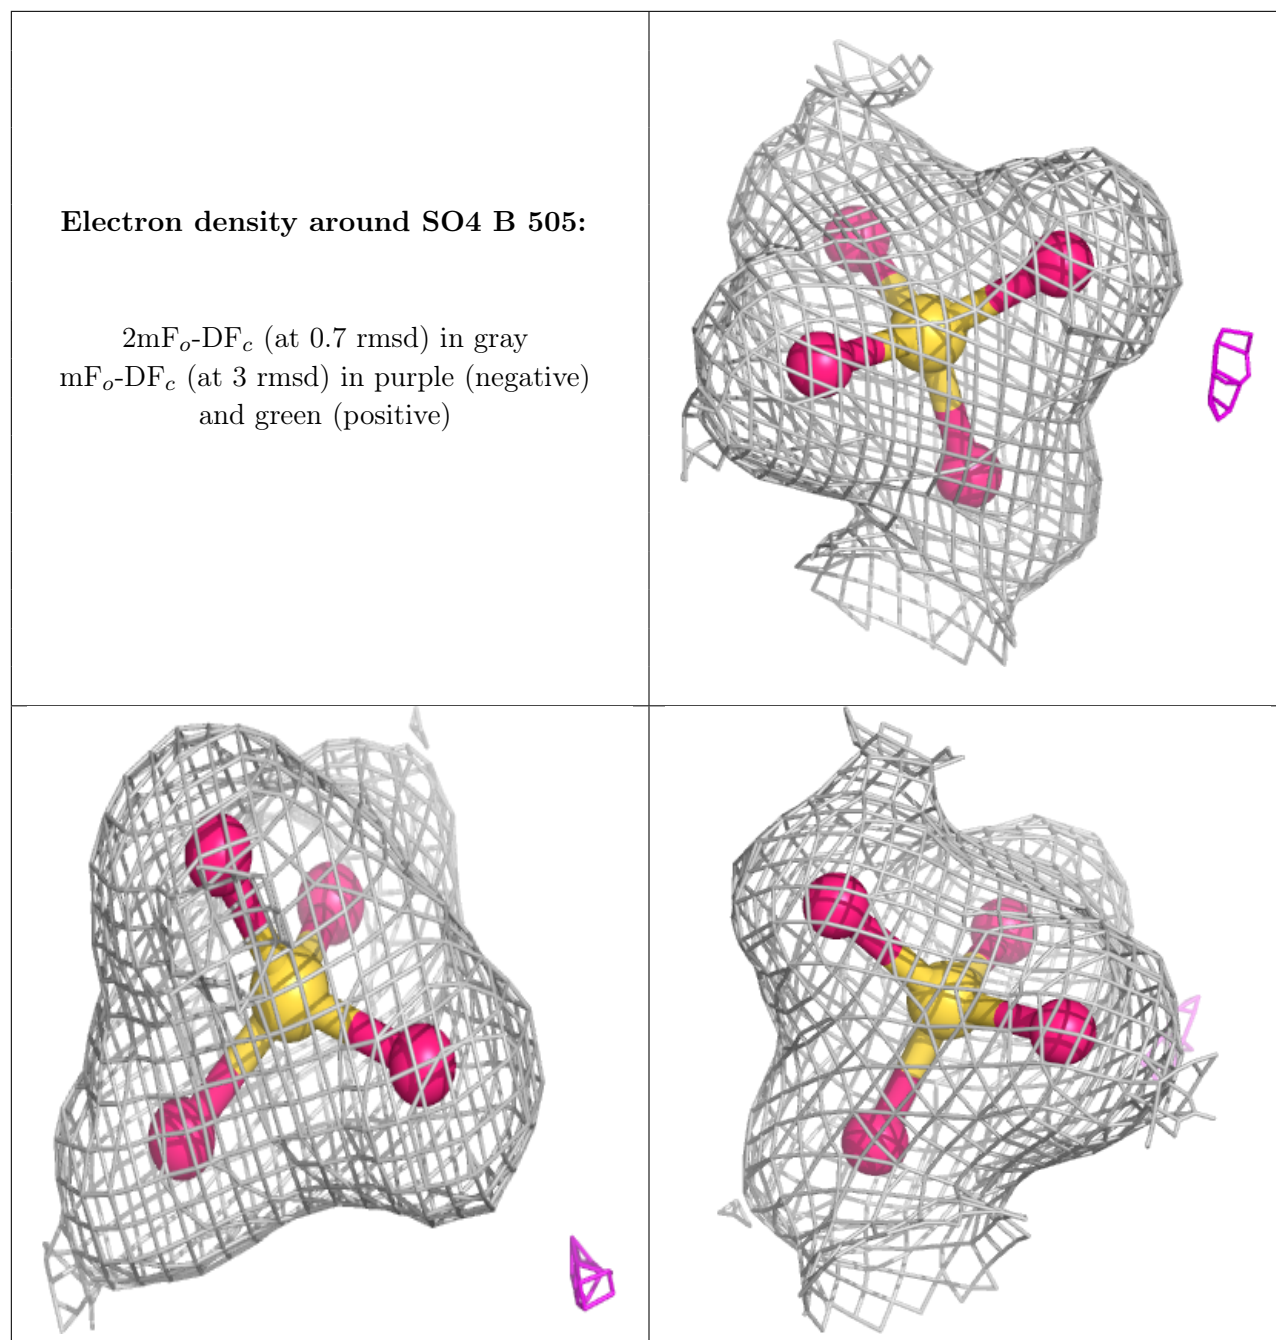 Electron density around SO4 B 505:
2mFo-DFc (at 0.7 rmsd) in gray
mFo-DFc (at 3 rmsd) in purple (negative)
and green (positive)